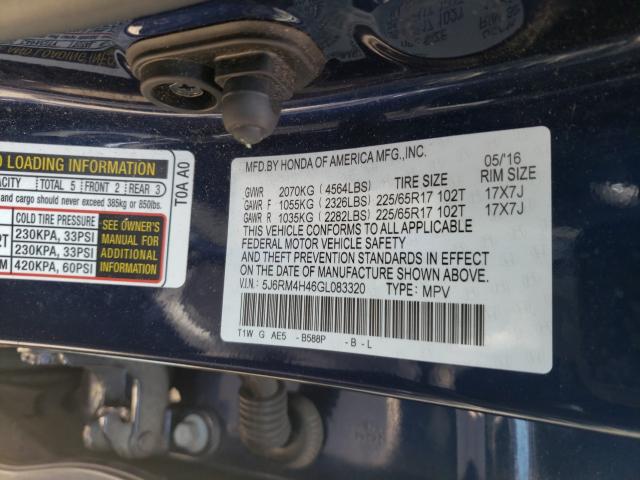 O LOADING INFORMATION
ACITY TOTAL 5 FRONT 2 REAR 3
and cargo should never exceed 385kg or 850lbs.
COLD TIRE PRESSURE
230KPA, 33PSI
230KPA, 33PSI
420KPA, 60PSI
SEE OWNER'S
MANUAL FOR
ADDITIONAL
INFORMATION
TOA A0
MFD.BY HONDA OF AMERICA MFG.,INC. 05/16
GVWR 2070KG (4564LBS) TIRE SIZE RIM SIZE
GAWR F 1055KG (2326LBS) 225/65R17 102T 17X7J
GAWR R 1035KG (2282LBS) 225/65R17 102T 17X7J
THIS VEHICLE CONFORMS TO ALL APPLICABLE
FEDERAL MOTOR VEHICLE SAFETY
AND THEFT PREVENTION STANDARDS IN EFFECT
ON THE DATE OF MANUFACTURE SHOWN ABOVE.
V.I.N: 5J6RM4H46GL083320 TYPE: MPV
T1W G AE5 - B588P - B - L